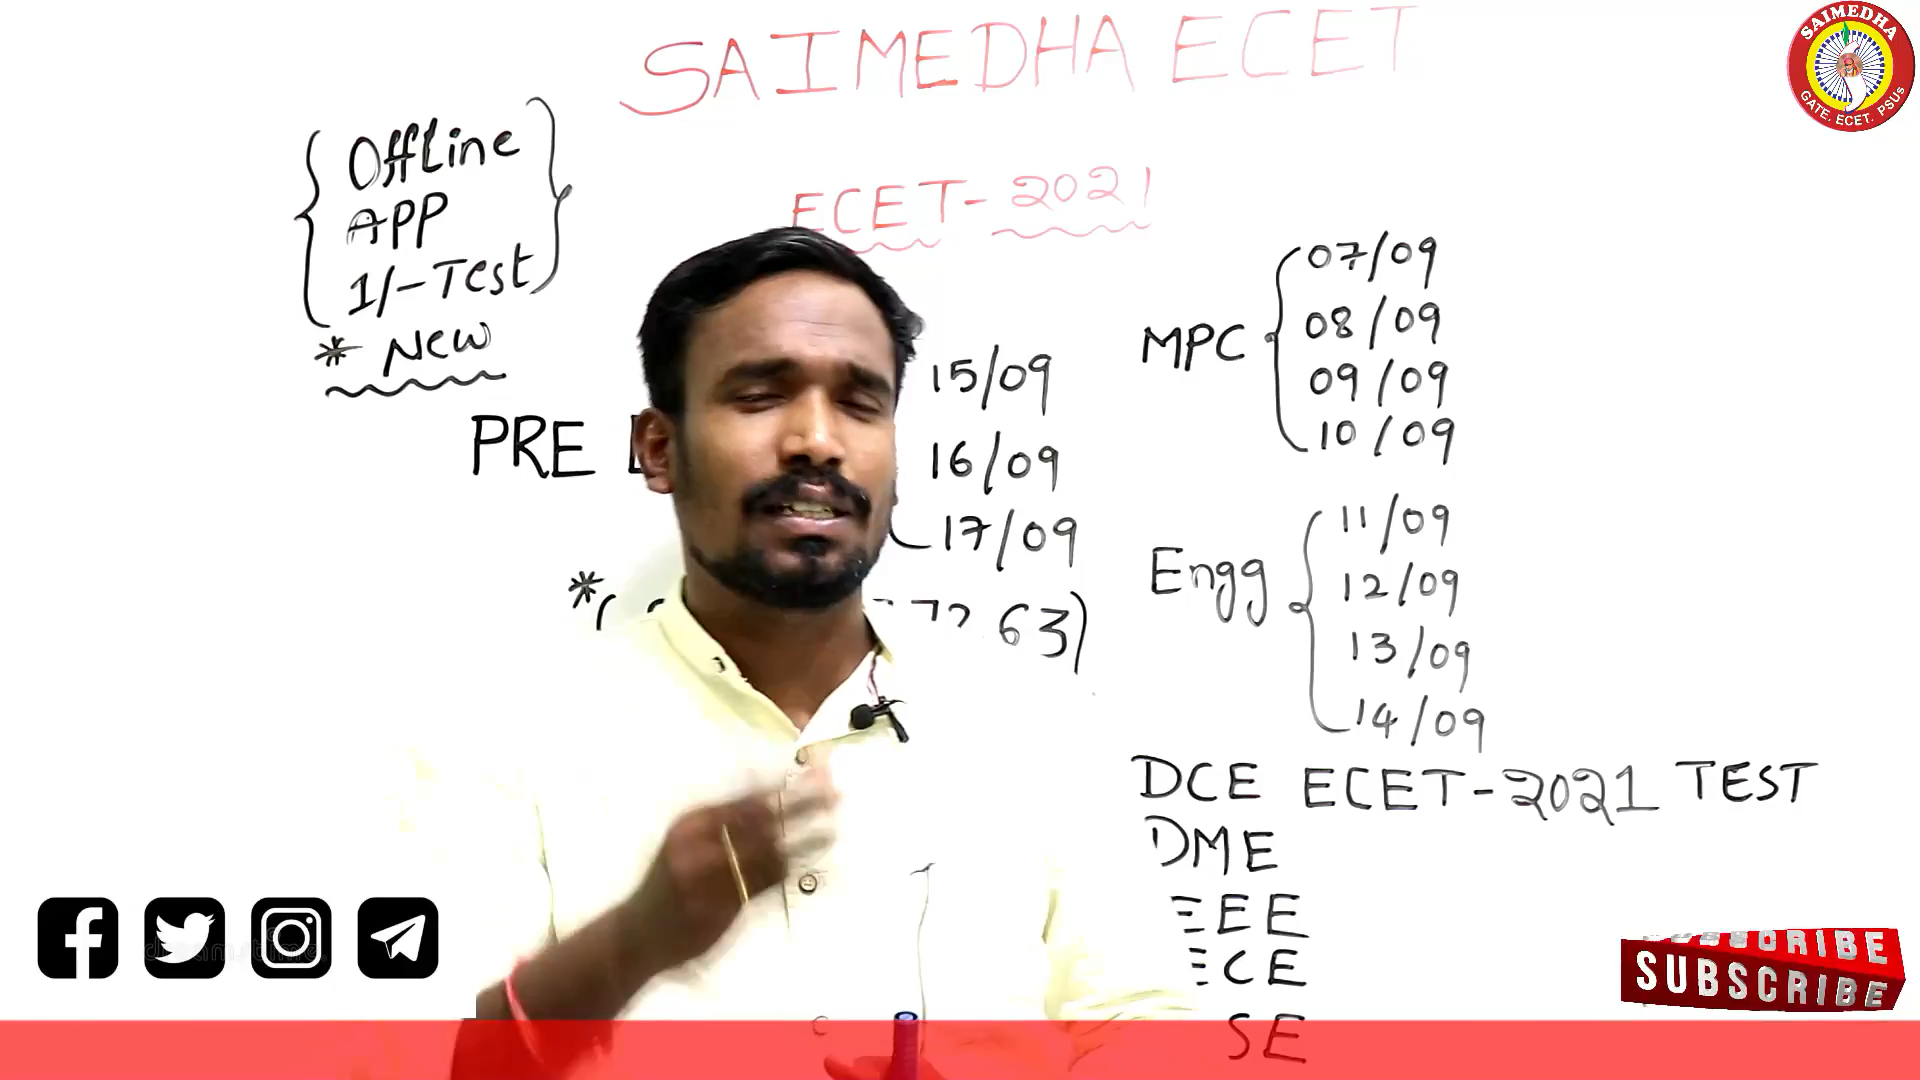 SAIMEDHA ECET
SAIMEDHA
GATE. ECET. PSUs
ECET-2021
Offline
APP
1/-Test
* New
PRE
15/09
16/09
17/09
*(
63)
MPC
07/09
08/09
09/09
10/09
Engg
11/09
12/09
13/09
14/09
DCE ECET-2021 TEST
DME
EEE
ECE
SE
SUBSCRIBE
SUBSCRIBE